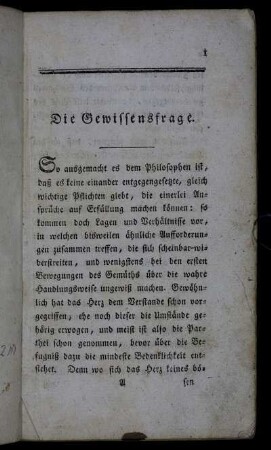 1
Die Gewissensfrage.
So ausgemacht es dem Philosophen ist,
daß es keine einander entgegengesetzte, gleich
wichtige Pflichten giebt, die einerlei An-
sprüche auf Erfüllung machen können: so
kommen doch Lagen und Verhältnisse vor,
in welchen bisweilen ähnliche Aufforderun-
gen zusammen treffen, die sich scheinbar wi-
derstreiten, und wenigstens bei den ersten
Bewegungen des Gemüths über die wahre
Handlungsweise ungewiß machen. Gewöhn-
lich hat das Herz dem Verstande schon vor-
gegriffen, ehe noch dieser die Umstände ge-
hörig erwogen, und meist ist also die Par-
thei schon genommen, bevor über die Be-
fugniß dazu die mindeste Bedenklichkeit ent-
stehet. Denn wo sich das Herz keines bö-
A
sen